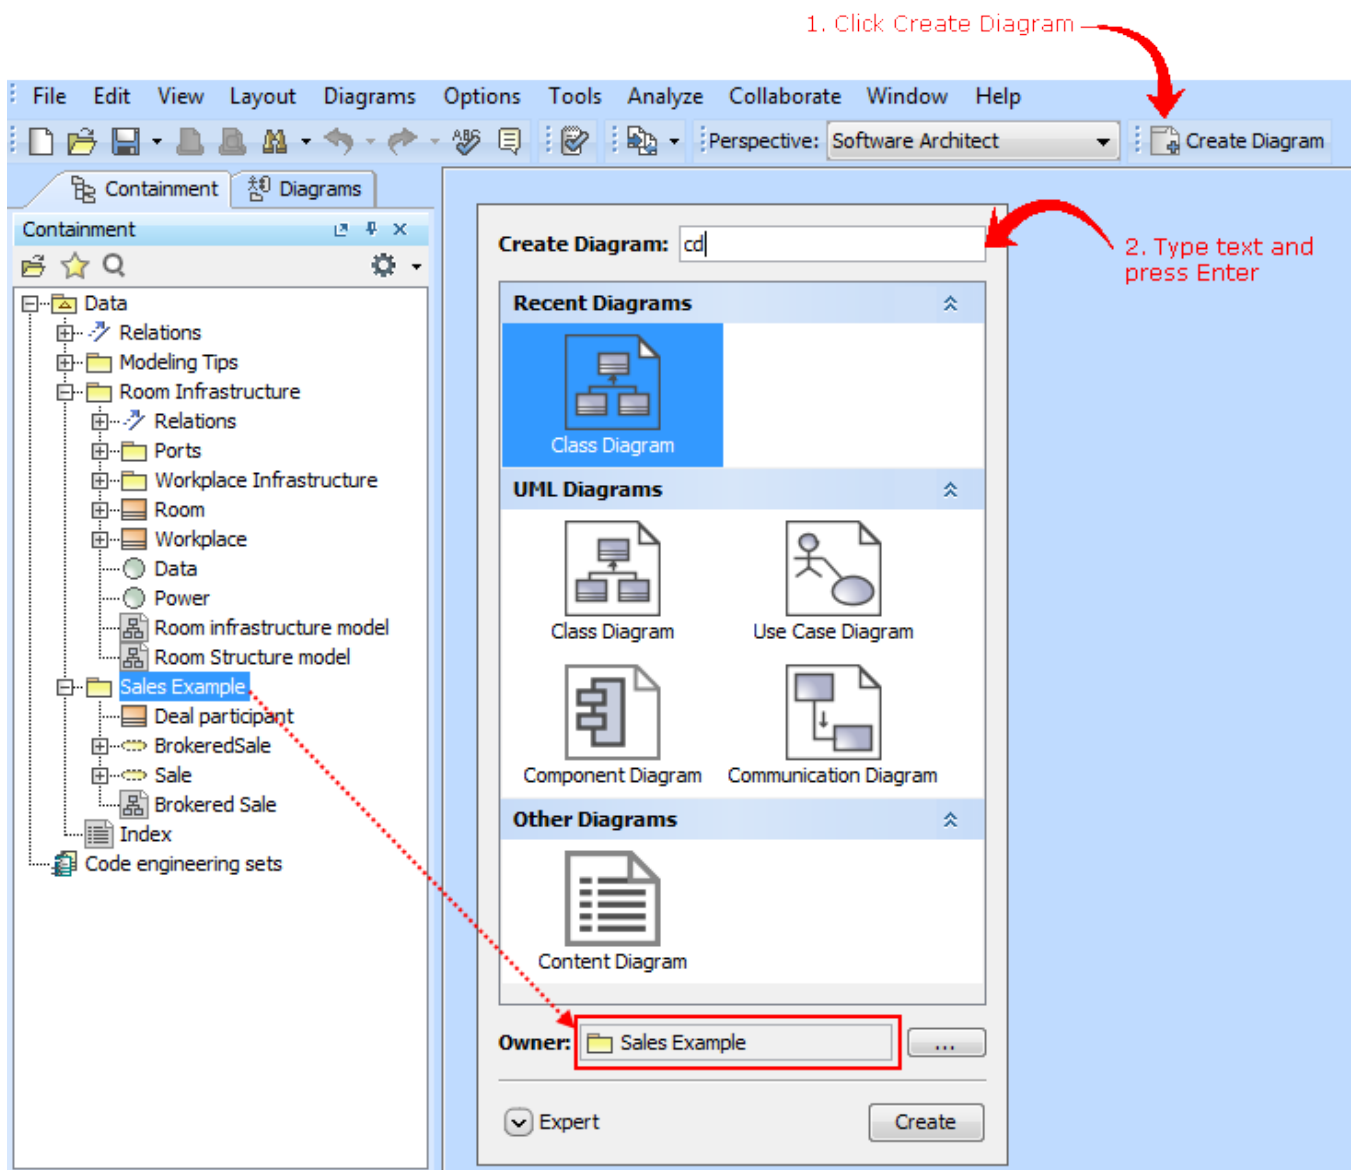 1. Click Create Diagram
File Edit View Layout Diagrams Options Tools Analyze Collaborate Window Help
ABC Perspective: Software Architect Create Diagram
Containment Diagrams
Containment
Create Diagram: cd
2. Type text and
press Enter
Data
Relations
Modeling Tips
Room Infrastructure
Relations
Ports
Workplace Infrastructure
Room
Workplace
Data
Power
Room infrastructure model
Room Structure model
Sales Example
Deal participant
BrokeredSale
Sale
Brokered Sale
Index
Code engineering sets
Recent Diagrams
Class Diagram
UML Diagrams
Class Diagram Use Case Diagram
Component Diagram Communication Diagram
Other Diagrams
Content Diagram
Owner: Sales Example ...
Expert Create